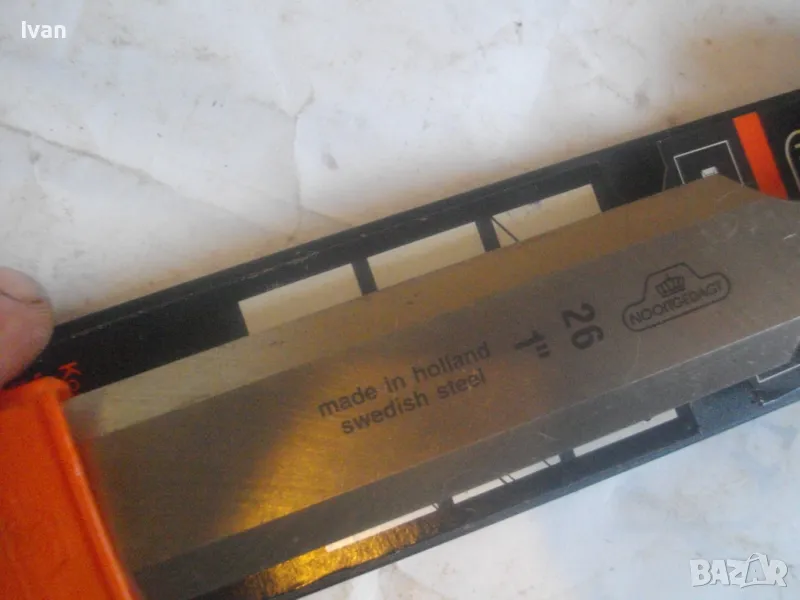 Ivan
NOOITGEDAGT
26
1"
made in holland
swedish steel
BAZAR